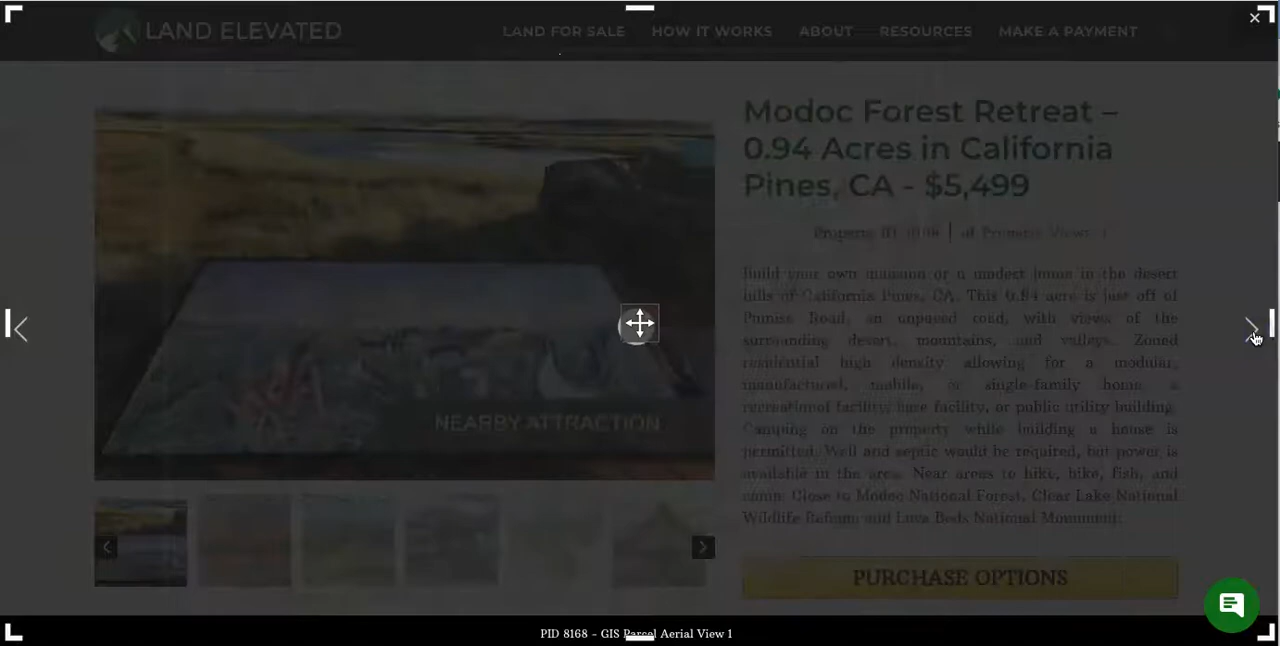 LAND ELEVATED
LAND FOR SALE HOW IT WORKS ABOUT RESOURCES MAKE A PAYMENT
Modoc Forest Retreat –
0.94 Acres in California
Pines, CA - $5,499
Property ID 8168 | of Property Views:
Build your own mansion or a modest home in the desert
hills of California Pines, CA. This 0.94 acre is just off of
Pumice Road, an unpaved road, with views of the
surrounding desert, mountains, and valleys. Zoned
residential high density allowing for a modular,
manufactured, mobile, or single-family home, a
recreational facility, base facility, or public utility building.
Camping on the property while building a house is
permitted. Well and septic would be required, but power is
available in the area. Near areas to hike, bike, fish, and
Close to Modoc National Forest, Clear Lake National
Wildlife Refuge and Lava Beds National Monument.
NEARBY ATTRACTION
PURCHASE OPTIONS
PID 8168 - GIS Parcel Aerial View 1